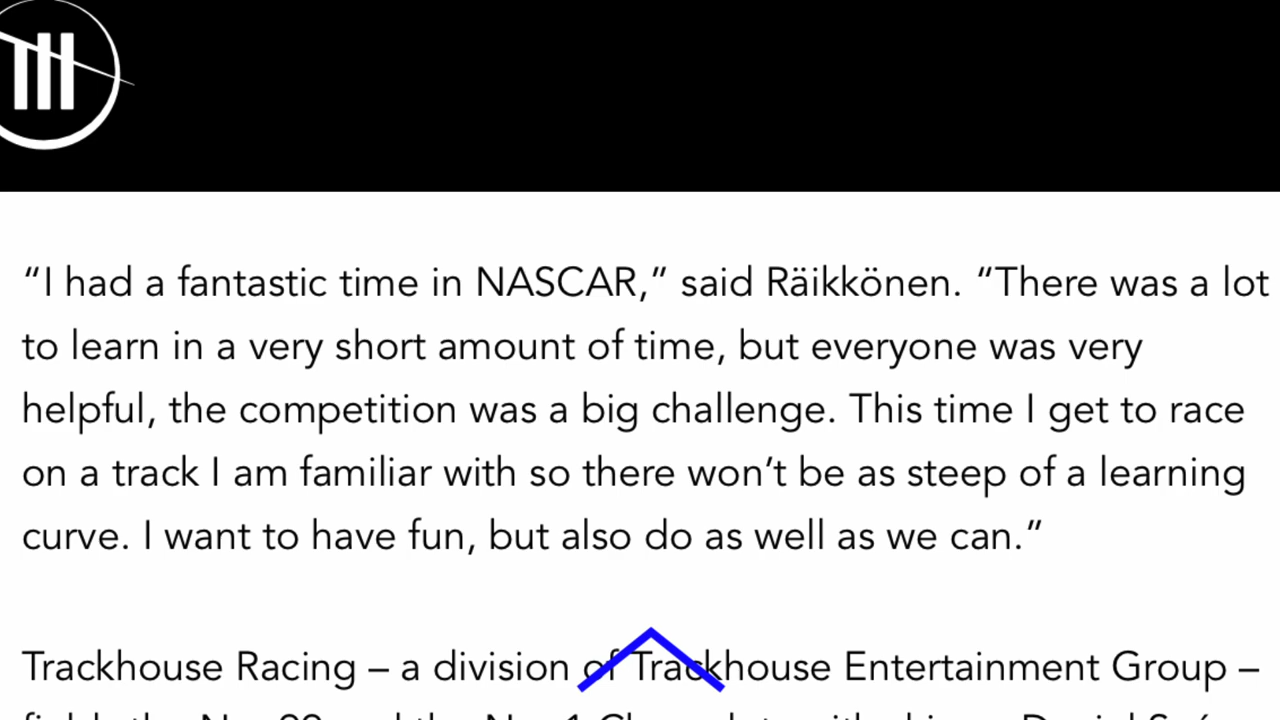 “I had a fantastic time in NASCAR,” said Räikkönen. “There was a lot
to learn in a very short amount of time, but everyone was very
helpful, the competition was a big challenge. This time I get to race
on a track I am familiar with so there won’t be as steep of a learning
curve. I want to have fun, but also do as well as we can.”
Trackhouse Racing – a division of Trackhouse Entertainment Group –